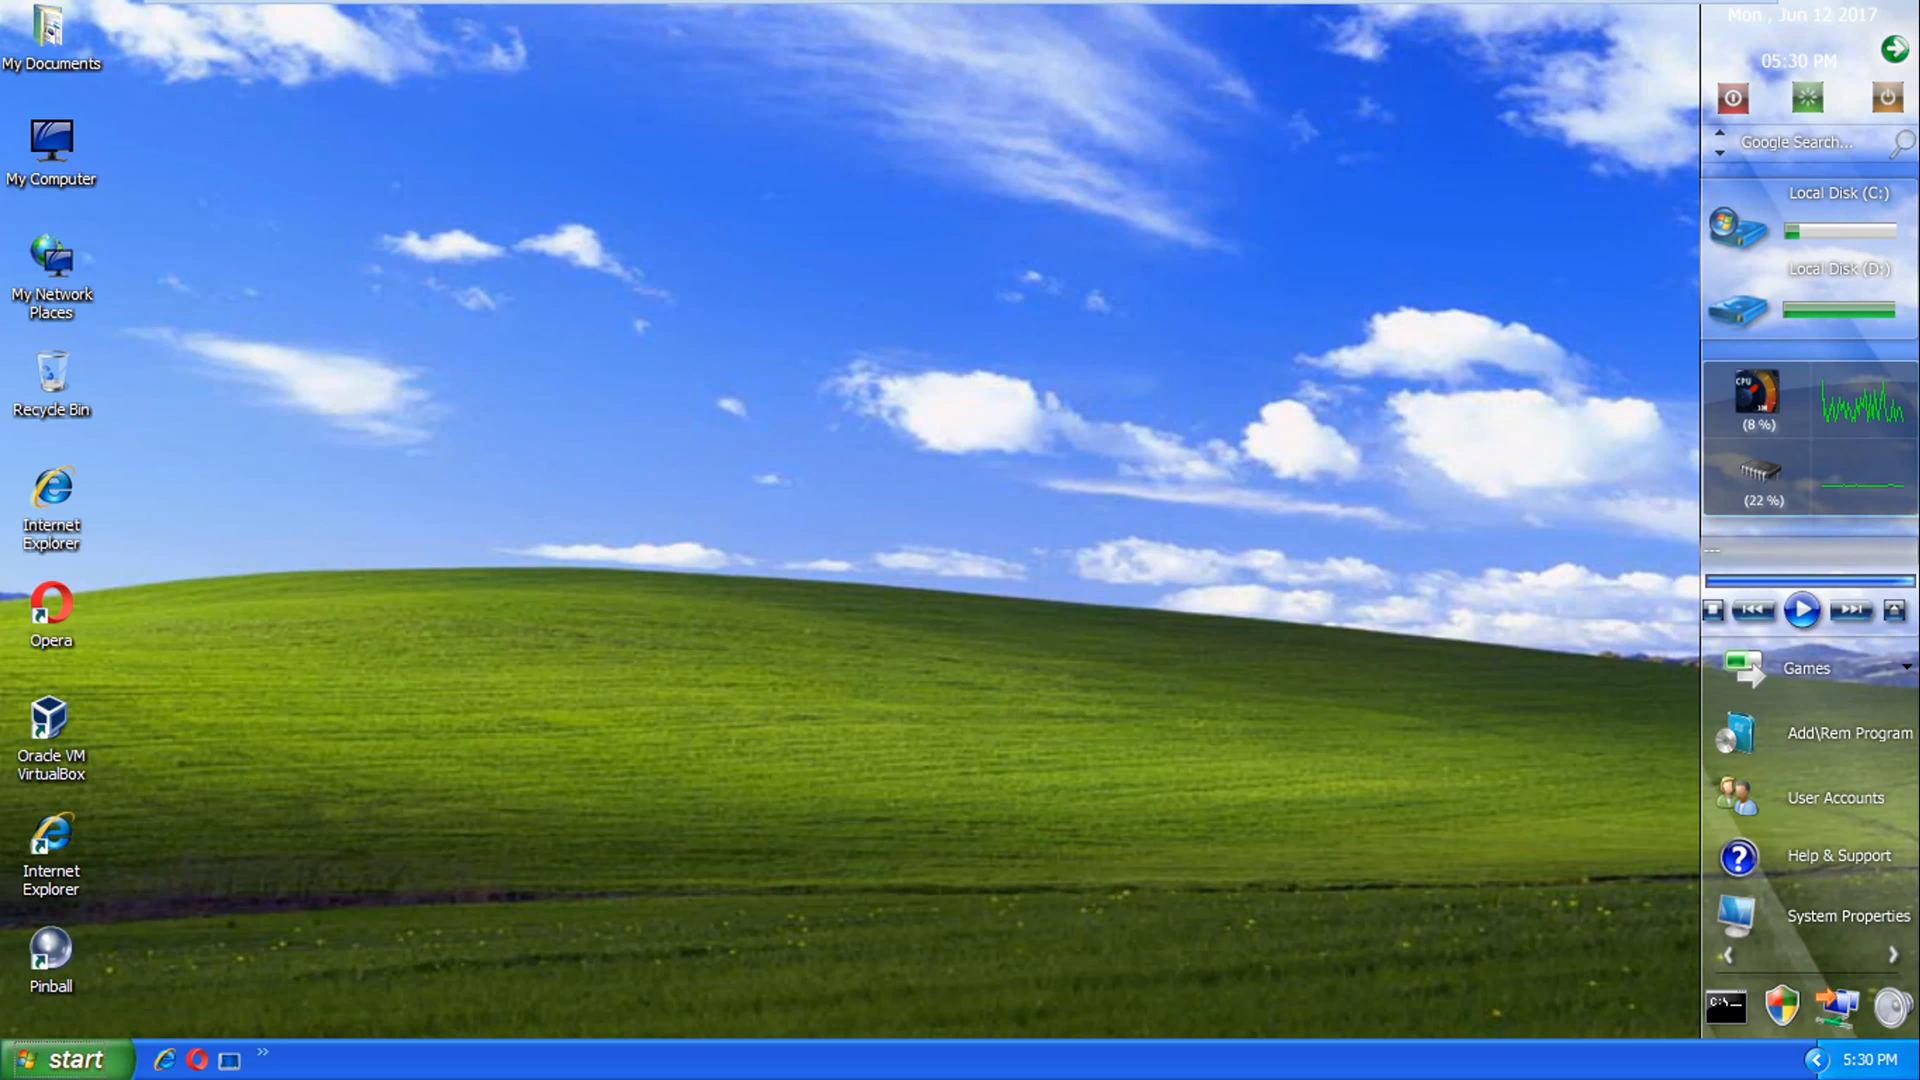 My Documents
My Computer
My Network
Places
Recycle Bin
Internet
Explorer
Opera
Oracle VM
VirtualBox
Internet
Explorer
Pinball
Mon , Jun 12 2017
05:30 PM
Google Search...
Local Disk (C:)
Local Disk (D:)
CPU
(8 %)
(22 %)
---
Games
Add\Rem Program
User Accounts
Help & Support
System Properties
C:\_
start
5:30 PM